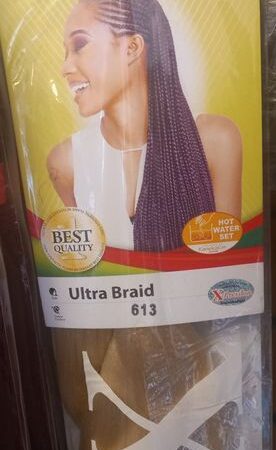 BEST
QUALITY
HOT
WATER
SET
Ultra Braid
613
X